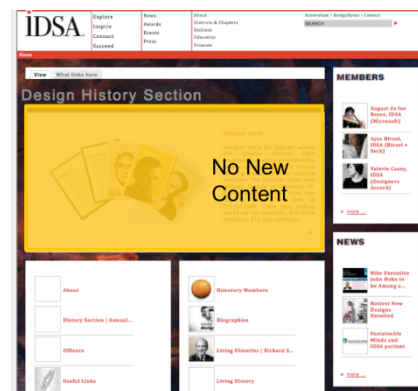 iDSA.
Explore
Inspire
Connect
Succeed
News
Awards
Events
Press
About
Districts & Chapters
Sections
Education
Promote
Innovation | designBytes | Contact
SEARCH
Home
View What links here
Design History Section
No New
Content
Designer Cards
MEMBERS
August de los
Reyes, IDSA
(Microsoft)
Ayse Birsel,
IDSA (Birsel +
Seck)
Valerie Casey,
IDSA
(Designers
Accord)
more ...
NEWS
Nike Executive
John Hoke to
be Among a...
Hottest New
Designs
Unveiled
Sustainable
Minds and
IDSA partner.
more ...
About
History Section | Annual...
Officers
Useful Links
Honorary Members
Biographies
Living Histories | Richard S...
Living History